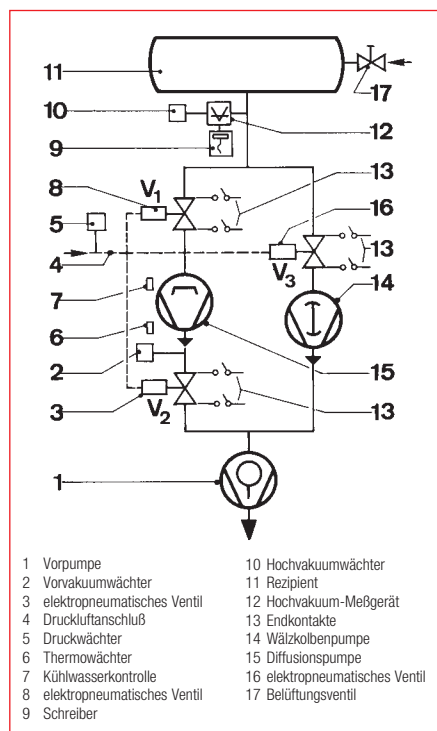 11
17
10
12
9
13
8 V1
16
5
13
4
V3
7
14
6
2
15
3 V2
13
1
1 Vorpumpe
2 Vorvakuumwächter
3 elektropneumatisches Ventil
4 Druckluftanschluß
5 Druckwächter
6 Thermowächter
7 Kühlwasserkontrolle
8 elektropneumatisches Ventil
9 Schreiber
10 Hochvakuumwächter
11 Rezipient
12 Hochvakuum-Meßgerät
13 Endkontakte
14 Wälzkolbenpumpe
15 Diffusionspumpe
16 elektropneumatisches Ventil
17 Belüftungsventil